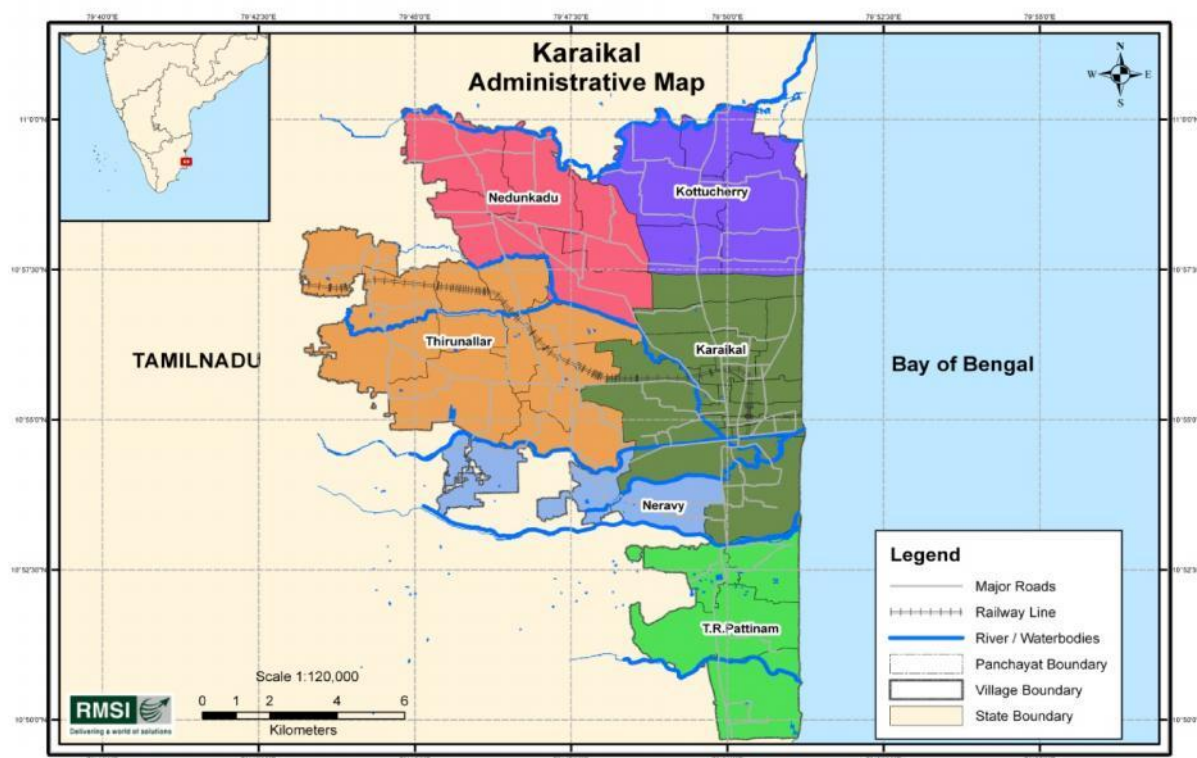 79°40'0"E 79°42'30"E 79°45'0"E 79°47'30"E 79°50'0"E 79°52'30"E 79°55'0"E
Karaikal
Administrative Map
N
W E
S
11°0'0"N
Nedunkadu
Kottucherry
10°57'30"N
Thirunallar
Karaikal
TAMILNADU
Bay of Bengal
10°55'0"N
Neravy
10°52'30"N
T.R.Pattinam
Legend
Major Roads
Railway Line
River / Waterbodies
Panchayat Boundary
Village Boundary
State Boundary
Scale 1:120,000
0 1 2 4 6
Kilometers
RMSI
Delivering a world of solutions
10°50'0"N